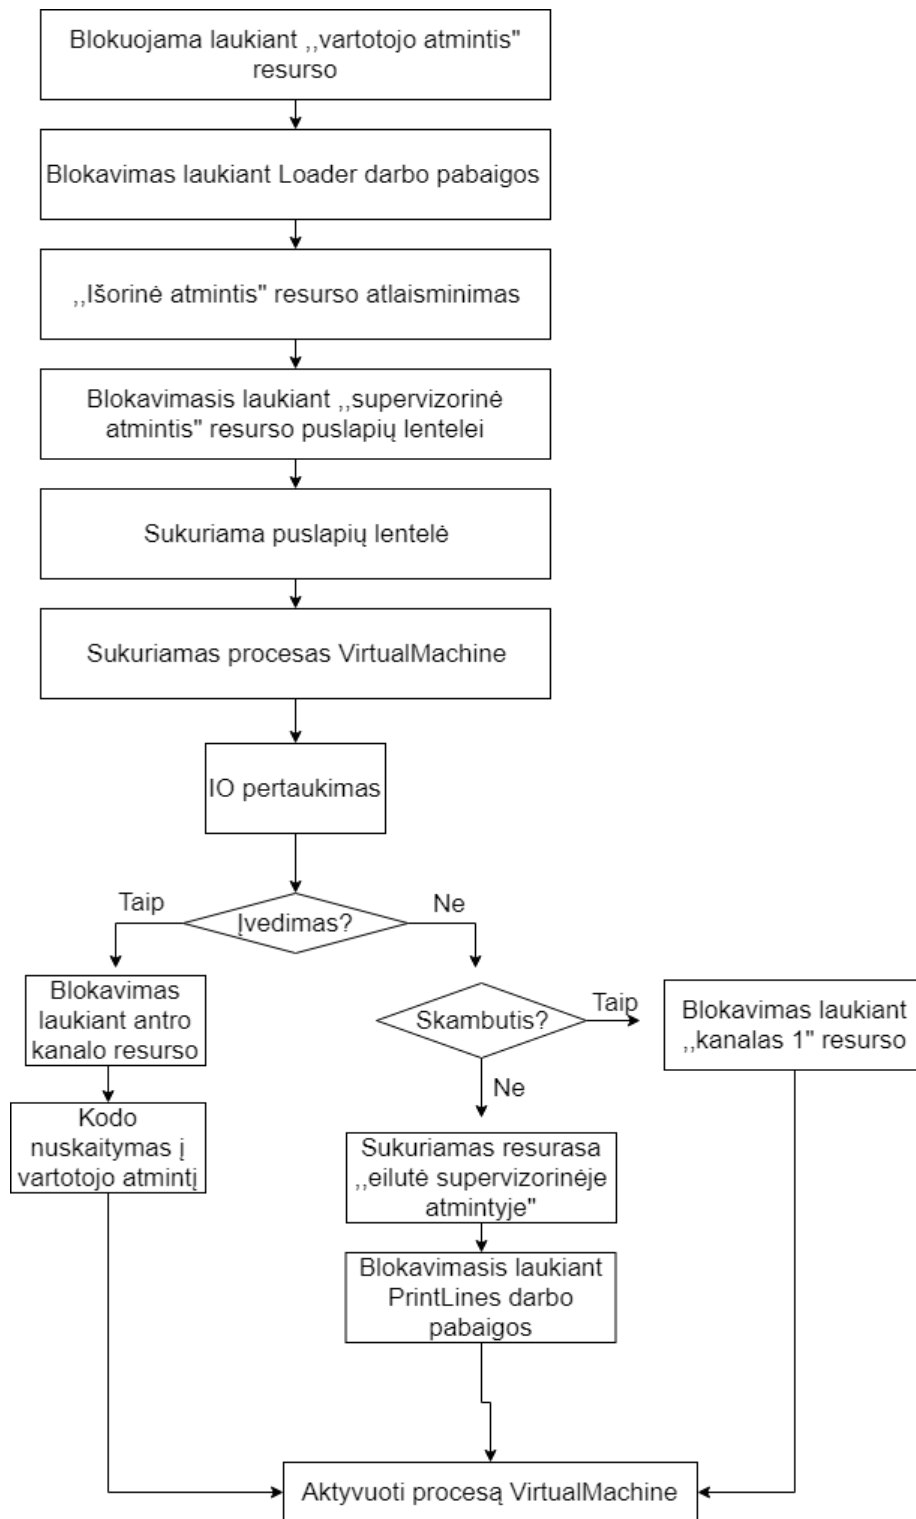 Blokuojama laukiant ,,vartotojo atmintis"
resurso
Blokavimas laukiant Loader darbo pabaigos
,,Išorinė atmintis" resurso atlaisminimas
Blokavimasis laukiant ,,supervizorinė
atmintis" resurso puslapių lentelei
Sukuriama puslapių lentelė
Sukuriamas procesas VirtualMachine
IO pertaukimas
Įvedimas?
Taip
Ne
Blokavimas
laukiant antro
kanalo resurso
Kodo
nuskaitymas į
vartotojo atmintį
Skambutis?
Taip
Blokavimas laukiant
,,kanalas 1" resurso
Ne
Sukuriamas resurasa
,,eilutė supervizorinėje
atmintyje"
Blokavimasis laukiant
PrintLines darbo
pabaigos
Aktyvuoti procesą VirtualMachine